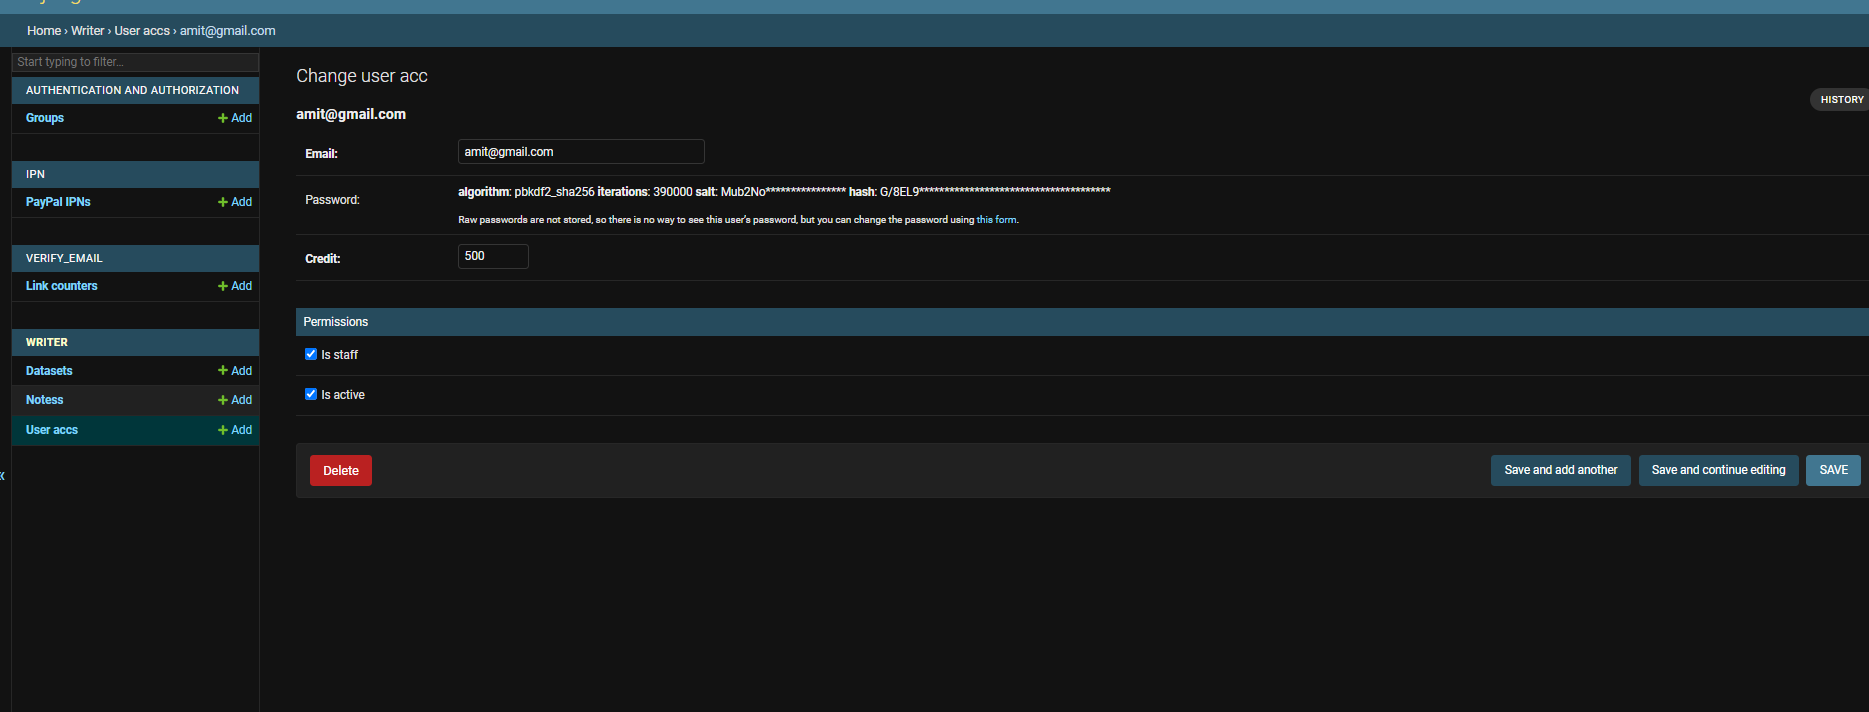 Home › Writer › User accs › amit@gmail.com
Start typing to filter...
AUTHENTICATION AND AUTHORIZATION
Groups + Add
IPN
PayPal IPNs + Add
VERIFY_EMAIL
Link counters + Add
WRITER
Datasets + Add
Notess + Add
User accs + Add
«
Change user acc
HISTORY
amit@gmail.com
Email: amit@gmail.com
Password: algorithm: pbkdf2_sha256 iterations: 390000 salt: Mub2No**************** hash: G/8EL9**************************************
Raw passwords are not stored, so there is no way to see this user's password, but you can change the password using this form.
Credit: 500
Permissions
Is staff
Is active
Delete Save and add another Save and continue editing SAVE